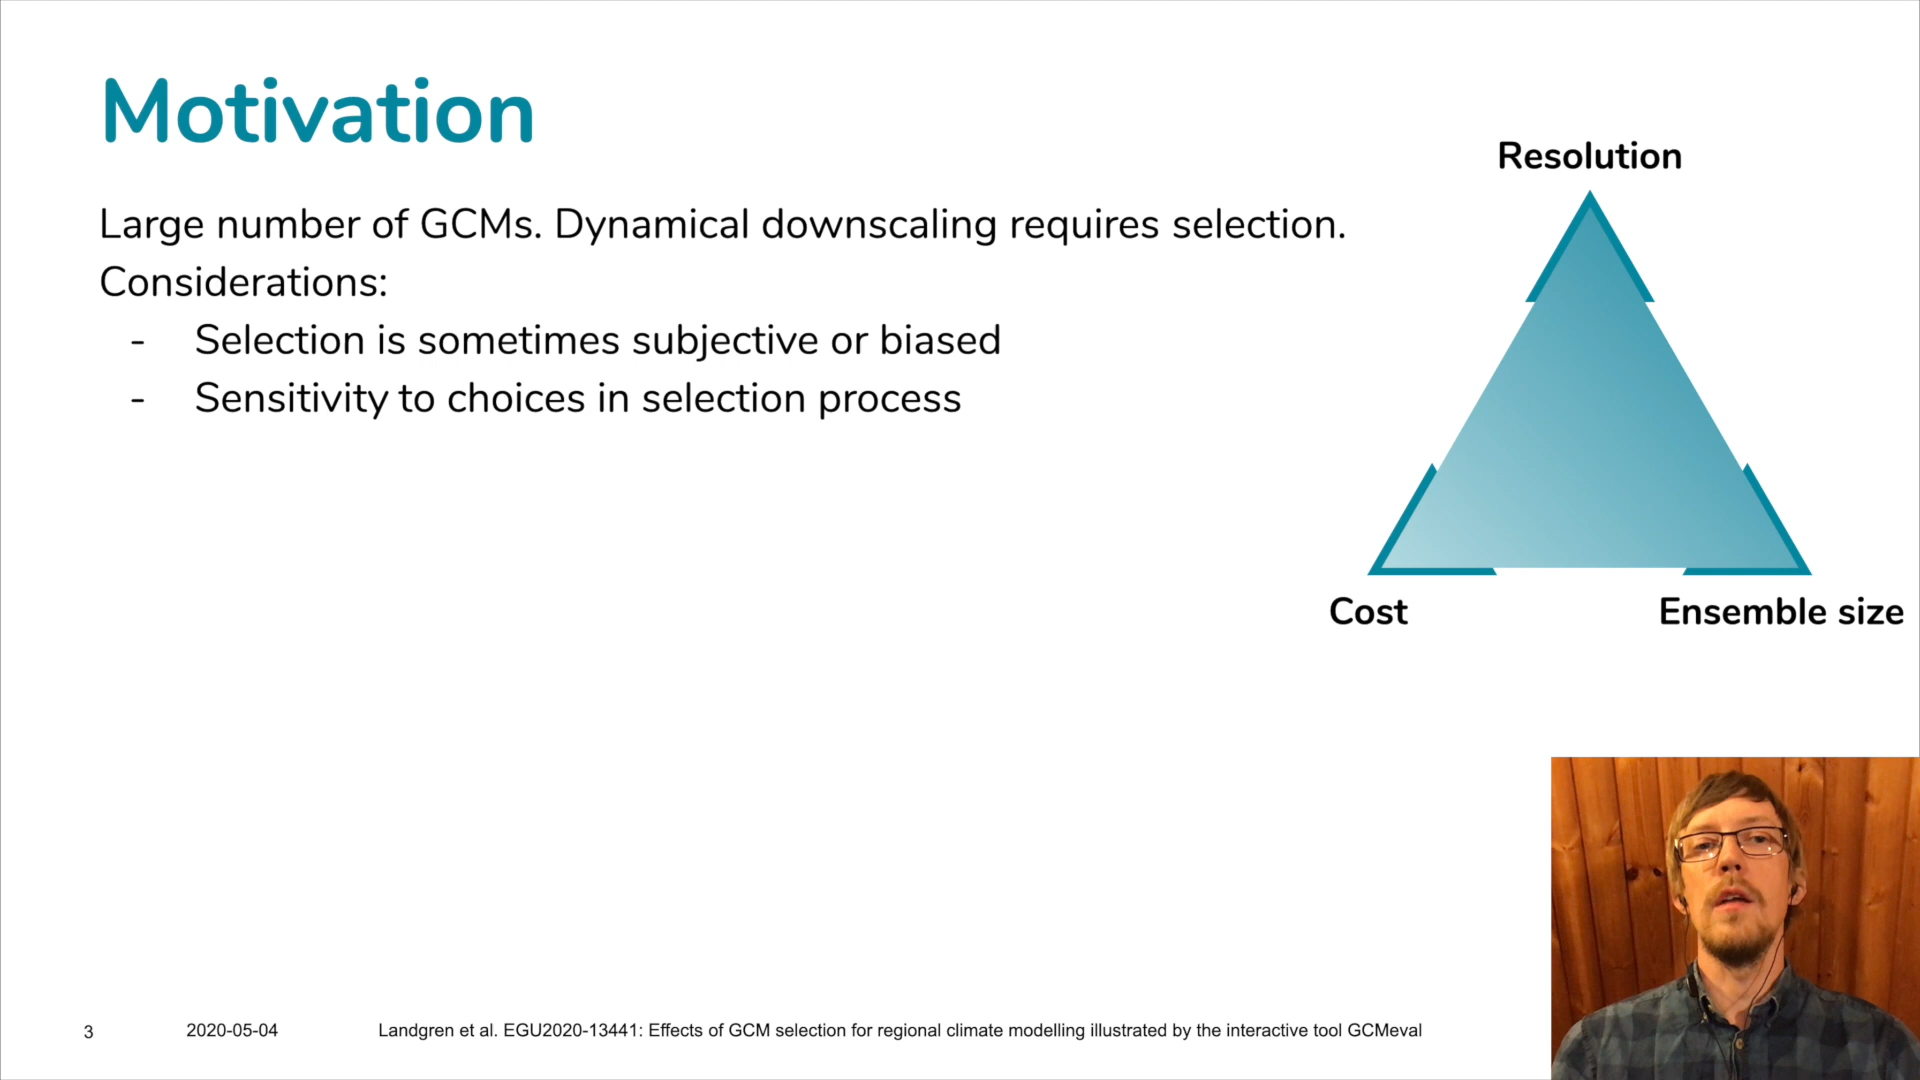 Motivation
Large number of GCMs. Dynamical downscaling requires selection.
Considerations:
- Selection is sometimes subjective or biased
- Sensitivity to choices in selection process
Resolution
Cost
Ensemble size
3
2020-05-04
Landgren et al. EGU2020-13441: Effects of GCM selection for regional climate modelling illustrated by the interactive tool GCMeval